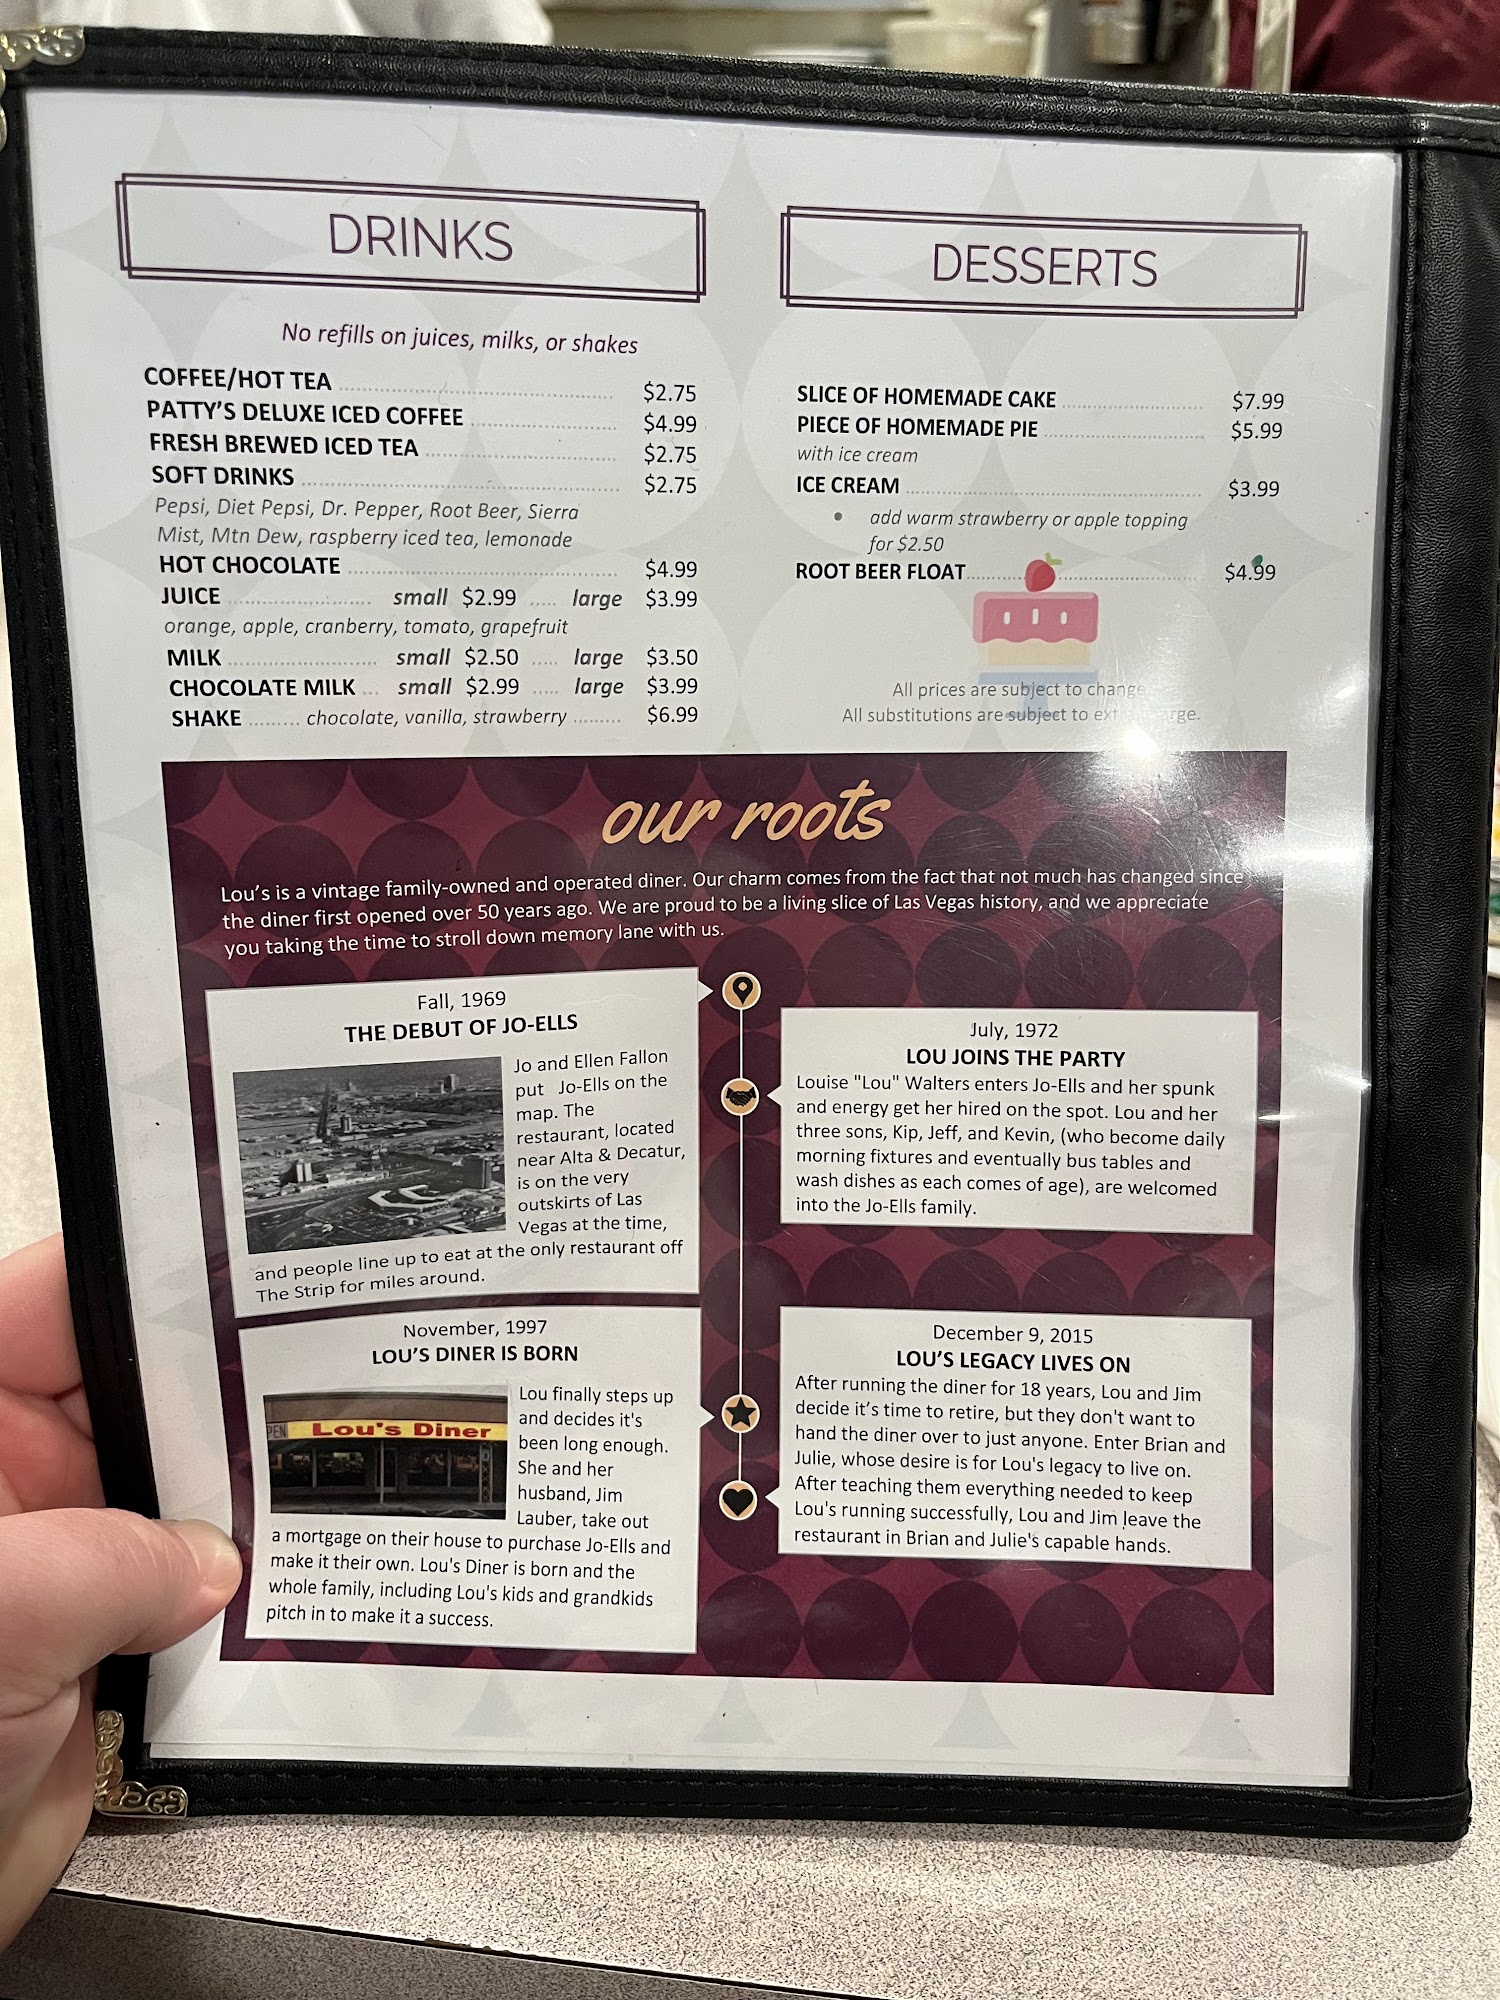 DRINKS
No refills on juices, milks, or shakes
COFFEE/HOT TEA $2.75
PATTY'S DELUXE ICED COFFEE $4.99
FRESH BREWED ICED TEA $2.75
SOFT DRINKS $2.75
Pepsi, Diet Pepsi, Dr. Pepper, Root Beer, Sierra
Mist, Mtn Dew, raspberry iced tea, lemonade
HOT CHOCOLATE $4.99
JUICE small $2.99 large $3.99
orange, apple, cranberry, tomato, grapefruit
MILK small $2.50 large $3.50
CHOCOLATE MILK small $2.99 large $3.99
SHAKE chocolate, vanilla, strawberry $6.99
DESSERTS
SLICE OF HOMEMADE CAKE $7.99
PIECE OF HOMEMADE PIE $5.99
with ice cream
ICE CREAM $3.99
• add warm strawberry or apple topping
for $2.50
ROOT BEER FLOAT $4.99
All prices are subject to change.
All substitutions are subject to
our roots
Lou's is a vintage family-owned and operated diner. Our charm comes from the fact that not much has changed since
the diner first opened over 50 years ago. We are proud to be a living slice of Las Vegas history, and we appreciate
you taking the time to stroll down memory lane with us.
Fall, 1969
THE DEBUT OF JO-ELLS
Jo and Ellen Fallon
put Jo-Ells on the
map. The
restaurant, located
near Alta & Decatur,
is on the very
outskirts of Las
Vegas at the time,
and people line up to eat at the only restaurant off
The Strip for miles around.
July, 1972
LOU JOINS THE PARTY
Louise "Lou" Walters enters Jo-Ells and her spunk
and energy get her hired on the spot. Lou and her
three sons, Kip, Jeff, and Kevin, (who become daily
morning fixtures and eventually bus tables and
wash dishes as each comes of age), are welcomed
into the Jo-Ells family.
November, 1997
LOU'S DINER IS BORN
PEN Lou's Diner
Lou finally steps up
and decides it's
been long enough.
She and her
husband, Jim
Lauber, take out
a mortgage on their house to purchase Jo-Ells and
make it their own. Lou's Diner is born and the
whole family, including Lou's kids and grandkids
pitch in to make it a success.
December 9, 2015
LOU'S LEGACY LIVES ON
After running the diner for 18 years, Lou and Jim
decide it's time to retire, but they don't want to
hand the diner over to just anyone. Enter Brian and
Julie, whose desire is for Lou's legacy to live on.
After teaching them everything needed to keep
Lou's running successfully, Lou and Jim leave the
restaurant in Brian and Julie's capable hands.